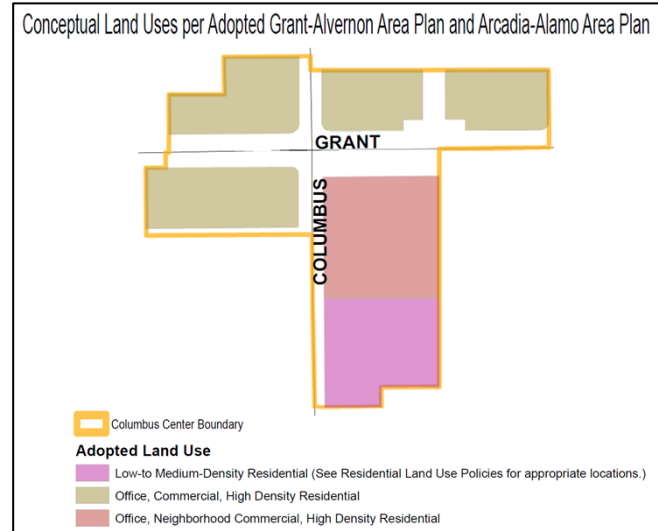 Conceptual Land Uses per Adopted Grant-Alvernon Area Plan and Arcadia-Alamo Area Plan
GRANT
COLUMBUS
Columbus Center Boundary
Adopted Land Use
Low-to Medium-Density Residential (See Residential Land Use Policies for appropriate locations.)
Office, Commercial, High Density Residential
Office, Neighborhood Commercial, High Density Residential